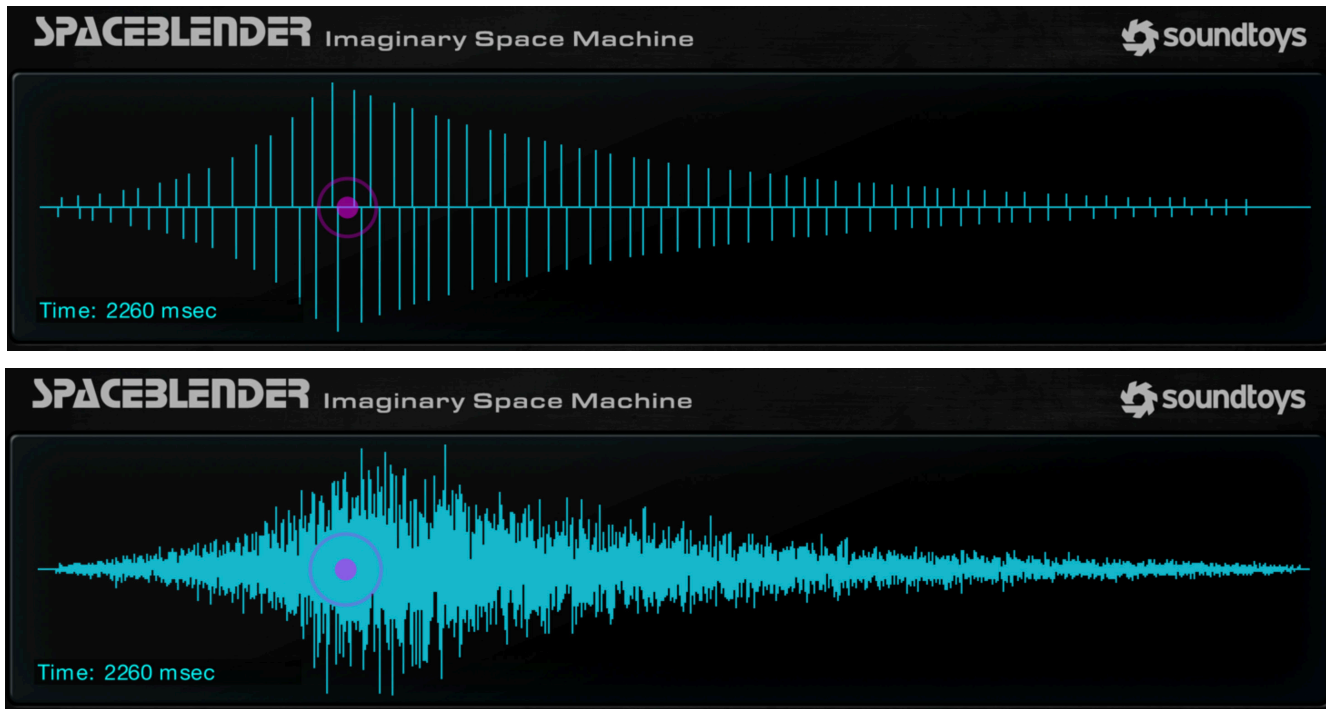 SPACEBLENDER Imaginary Space Machine
soundtoys
Time: 2260 msec
SPACEBLENDER Imaginary Space Machine
soundtoys
Time: 2260 msec